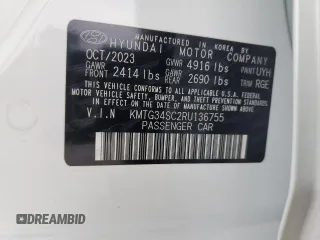 MANUFACTURED IN KOREA BY
HYUNDAI MOTOR COMPANY
OCT/2023 GVWR 4916 lbs PAINT UYH
GAWR FRONT 2414 lbs GAWR REAR 2690 lbs TRIM RGE
THIS VEHICLE CONFORMS TO ALL APPLICABLE
FEDERAL MOTOR VEHICLE SAFETY, BUMPER, AND
THEFT PREVENTION STANDARDS IN EFFECT ON
THE DATE OF MANUFACTURE SHOWN ABOVE.
V.I.N KMTG34SC2RU136755
PASSENGER CAR
DREAMBID